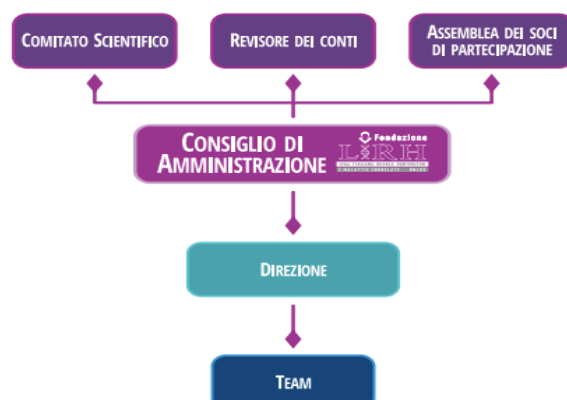 COMITATO SCIENTIFICO
REVISORE DEI CONTI
ASSEMBLEA DEI SOCI
DI PARTECIPAZIONE
CONSIGLIO DI
AMMINISTRAZIONE
Fondazione
LIRH
DIREZIONE
TEAM